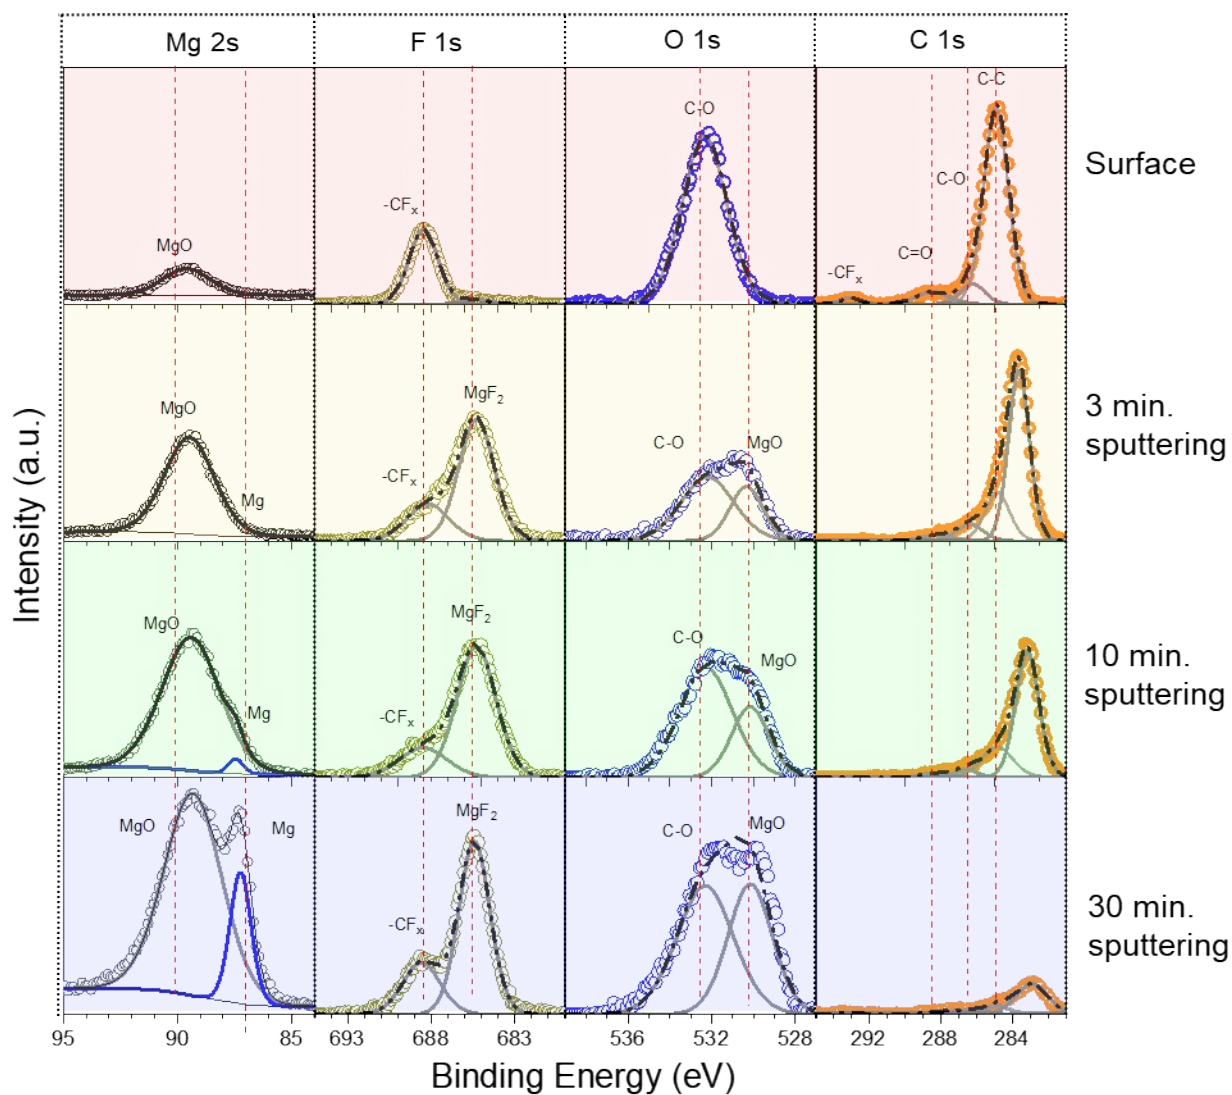 Mg 2s F 1s O 1s C 1s
C-C
C-O
C-O
-CFx
MgO
C=O
-CFx
Surface
MgF2
MgO
C-O
MgO
-CFx
Mg
3 min.
sputtering
MgF2
MgO
C-O
MgO
Mg
-CFx
10 min.
sputtering
MgF2
MgO
Mg
C-O
MgO
-CFx
30 min.
sputtering
95 90 85 693 688 683 536 532 528 292 288 284
Intensity (a.u.)
Binding Energy (eV)